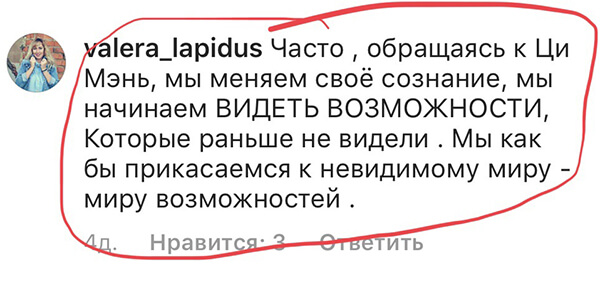 valera_lapidus Часто , обращаясь к Ци
Мэнь, мы меняем своё сознание, мы
начинаем ВИДЕТЬ ВОЗМОЖНОСТИ,
Которые раньше не видели . Мы как
бы прикасаемся к невидимому миру -
миру возможностей .
4д. Нравится: 3 Ответить